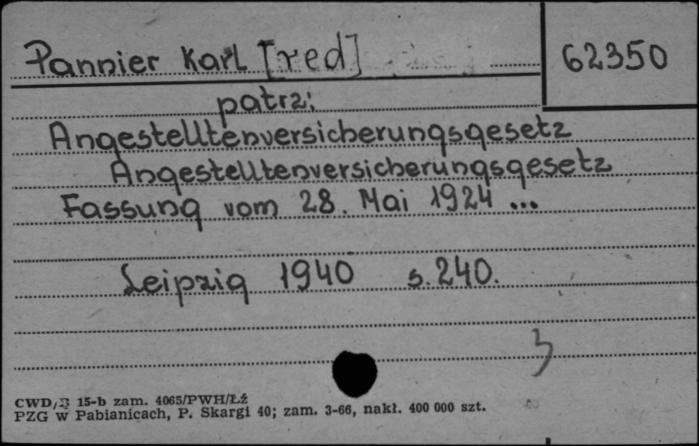 Pannier Karl [red]
62350
patrz:
Angestelltenversicherungsgesetz
Angestelltenversicherungsgesetz
Fassung vom 28. Mai 1924 ...
Leipzig 1940 s. 240.
CWD/3 15-b zam. 4065/PWH/Łź
PZG w Pabianicach, P. Skargi 40; zam. 3-66, nakł. 400 000 szt.